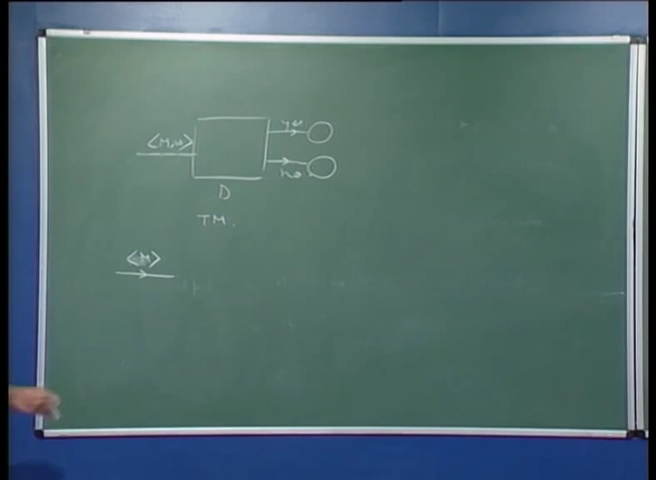 yes
<M,w>
no
D
TM.
<M>